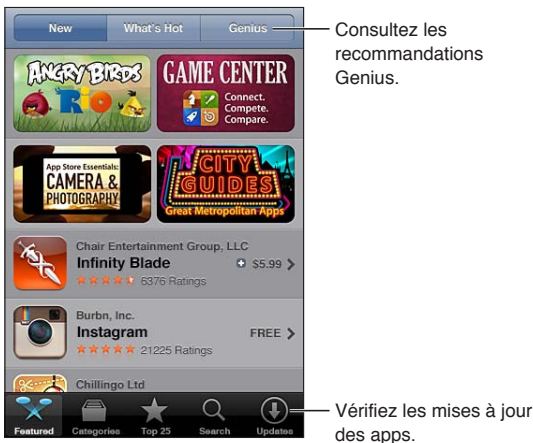 New What's Hot Genius
Consultez les
recommandations
Genius.
ANGRY BIRDS
RIO
GAME CENTER
Connect.
Compete.
Compare.
App Store Essentials:
CAMERA &
PHOTOGRAPHY
CITY
GUIDES
Great Metropolitan Apps
Chair Entertainment Group, LLC
Infinity Blade $5.99
6376 Ratings
Burbn, Inc.
Instagram FREE
21225 Ratings
Chillingo Ltd
Featured Categories Top 25 Search Updates
Vérifiez les mises à jour
des apps.